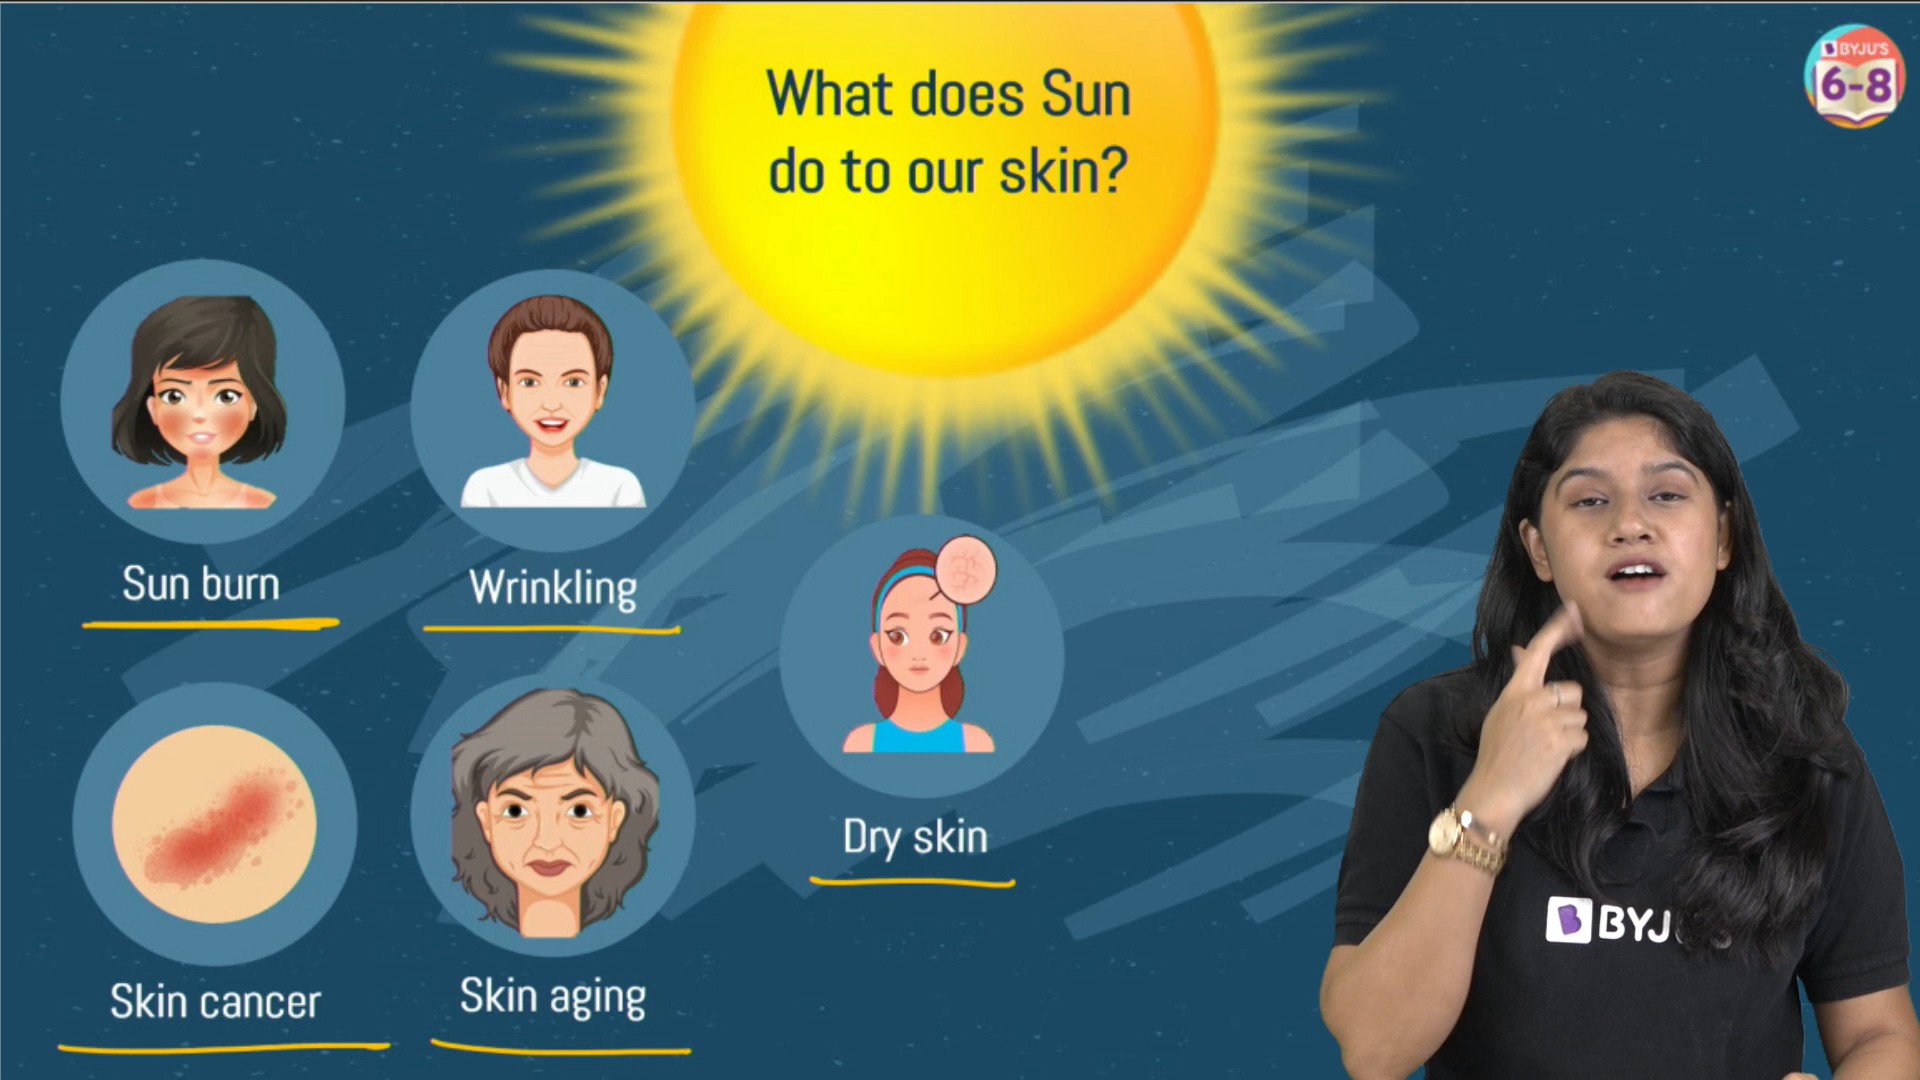 What does Sun
do to our skin?
BYJU'S
6-8
Sun burn
Wrinkling
Dry skin
Skin cancer
Skin aging
BYJ